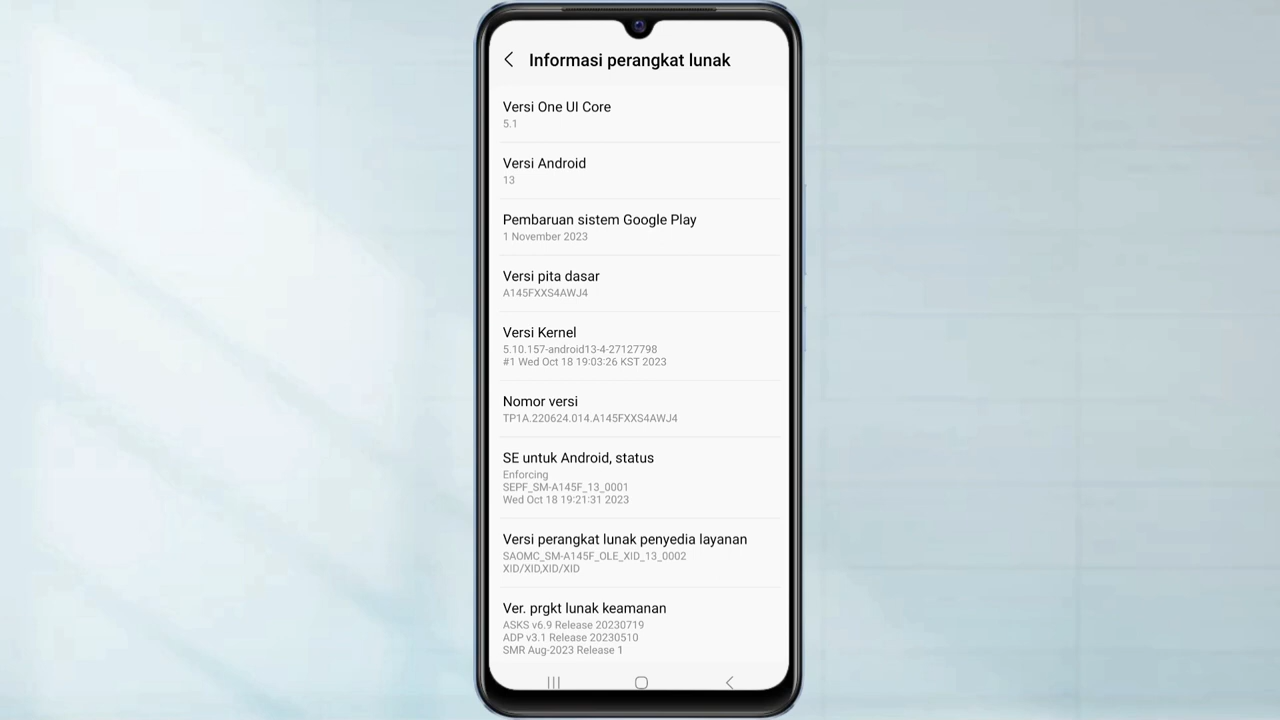 Informasi perangkat lunak
Versi One UI Core
5.1
Versi Android
13
Pembaruan sistem Google Play
1 November 2023
Versi pita dasar
A145FXXS4AWJ4
Versi Kernel
5.10.157-android13-4-27127798
#1 Wed Oct 18 19:03:26 KST 2023
Nomor versi
TP1A.220624.014.A145FXXS4AWJ4
SE untuk Android, status
Enforcing
SEPF_SM-A145F_13_0001
Wed Oct 18 19:21:31 2023
Versi perangkat lunak penyedia layanan
SAOMC_SM-A145F_OLE_XID_13_0002
XID/XID,XID/XID
Ver. prgkt lunak keamanan
ASKS v6.9 Release 20230719
ADP v3.1 Release 20230510
SMR Aug-2023 Release 1